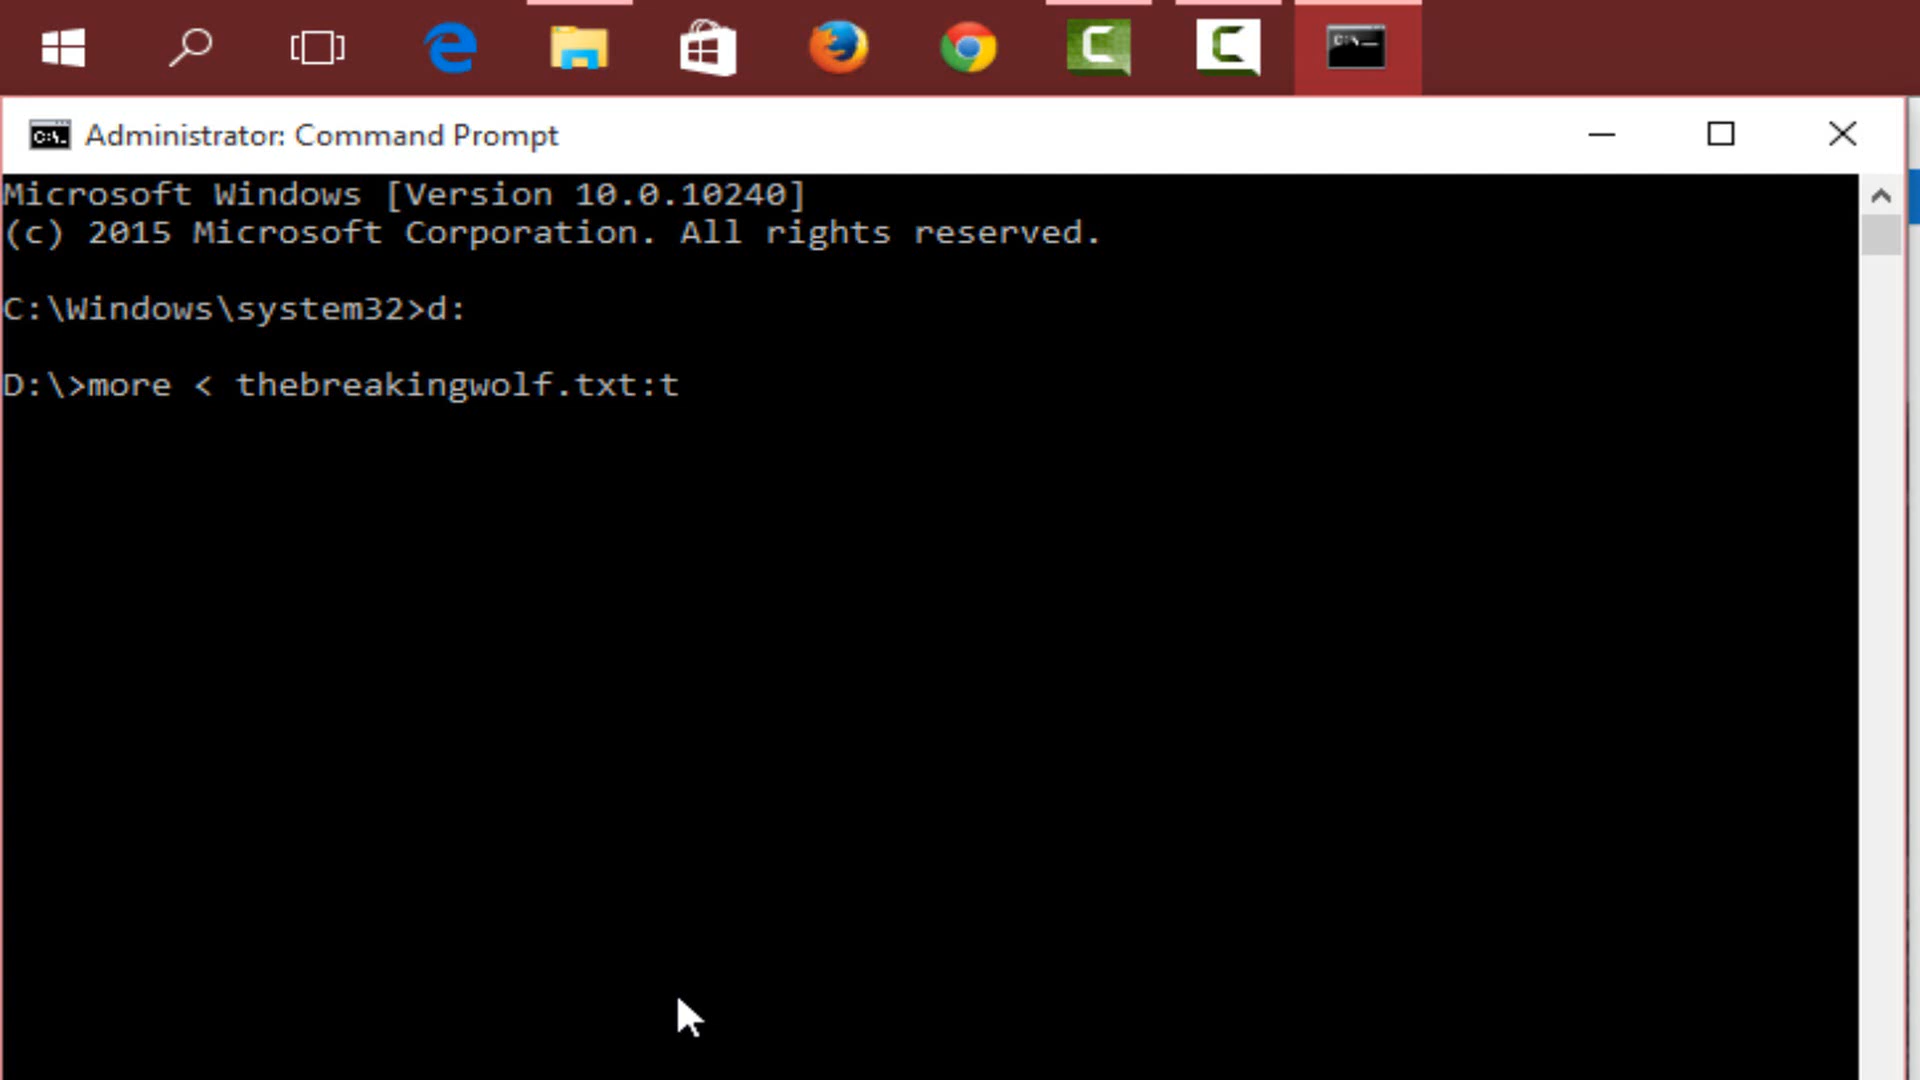 Administrator: Command Prompt
Microsoft Windows [Version 10.0.10240]
(c) 2015 Microsoft Corporation. All rights reserved.
C:\Windows\system32>d:
D:\>more < thebreakingwolf.txt:t